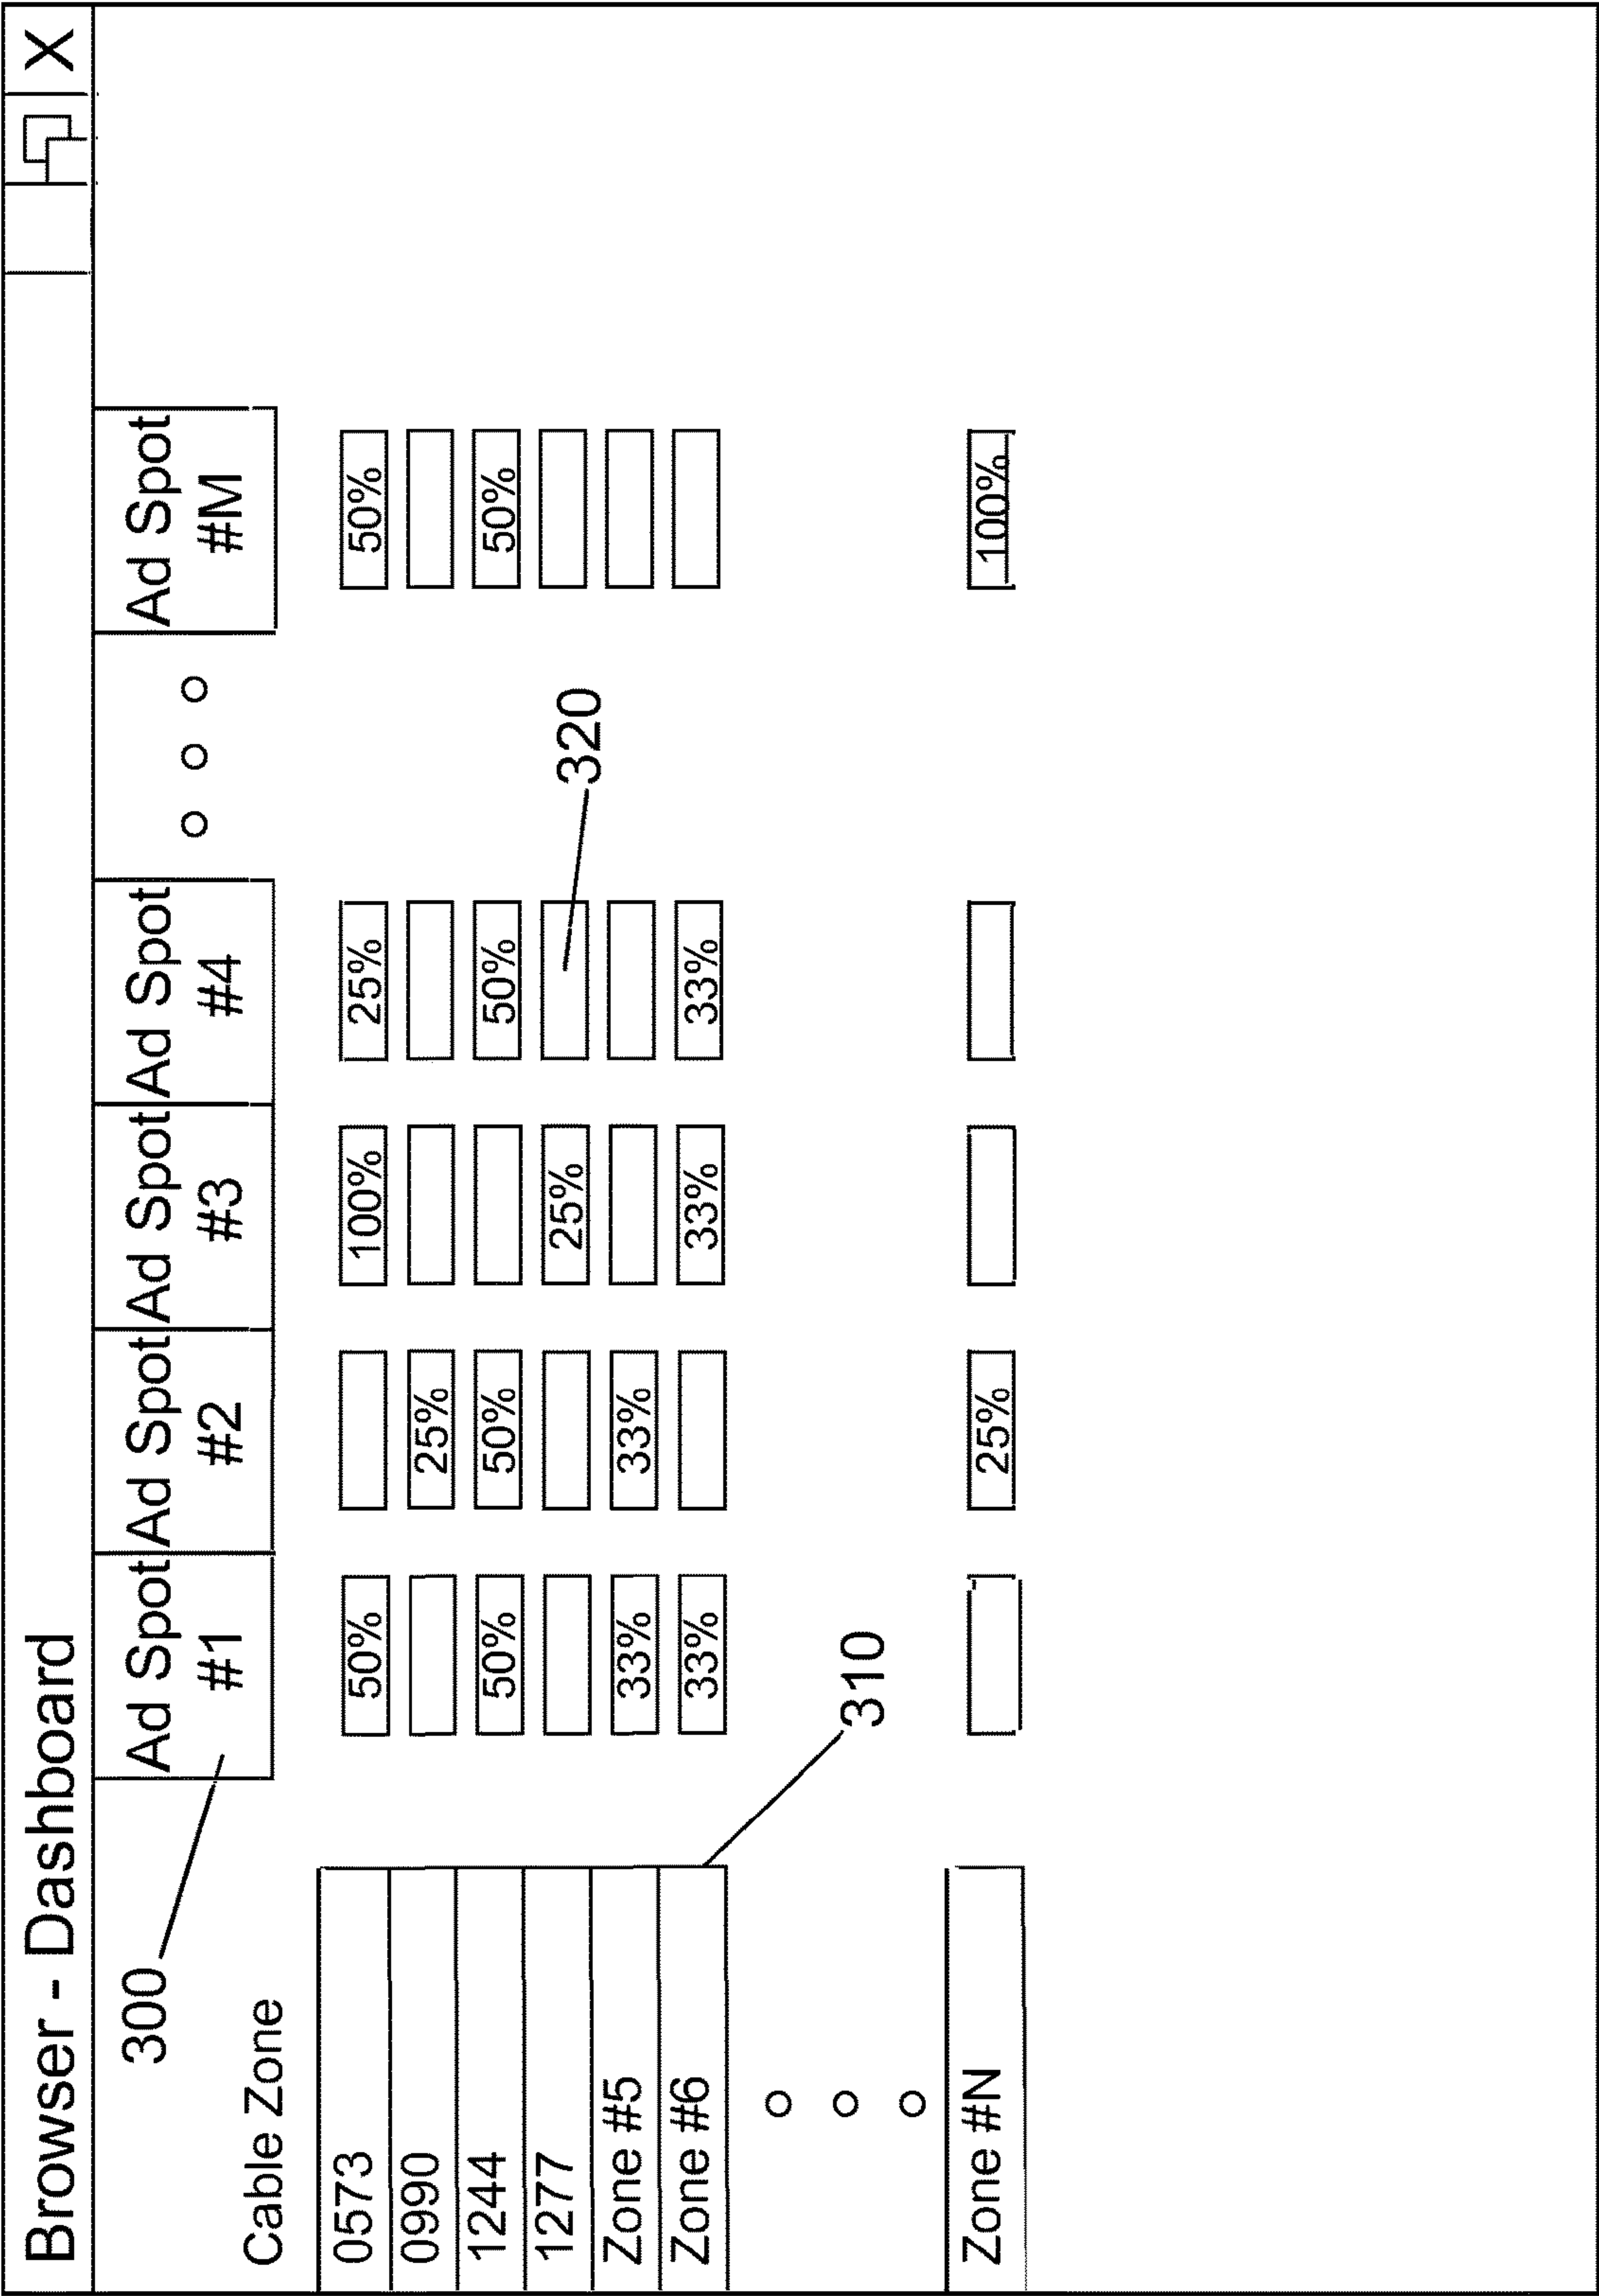 Browser - Dashboard X
300
Ad Spot #1
Ad Spot #2
Ad Spot #3
Ad Spot #4
Ad Spot #M
Cable Zone
0573 50% 100% 25% 50%
0990 25%
1244 50% 50% 50% 50%
1277 25%
320
Zone #5 33% 33%
Zone #6 33% 33% 33%
310
Zone #N 25% 100%